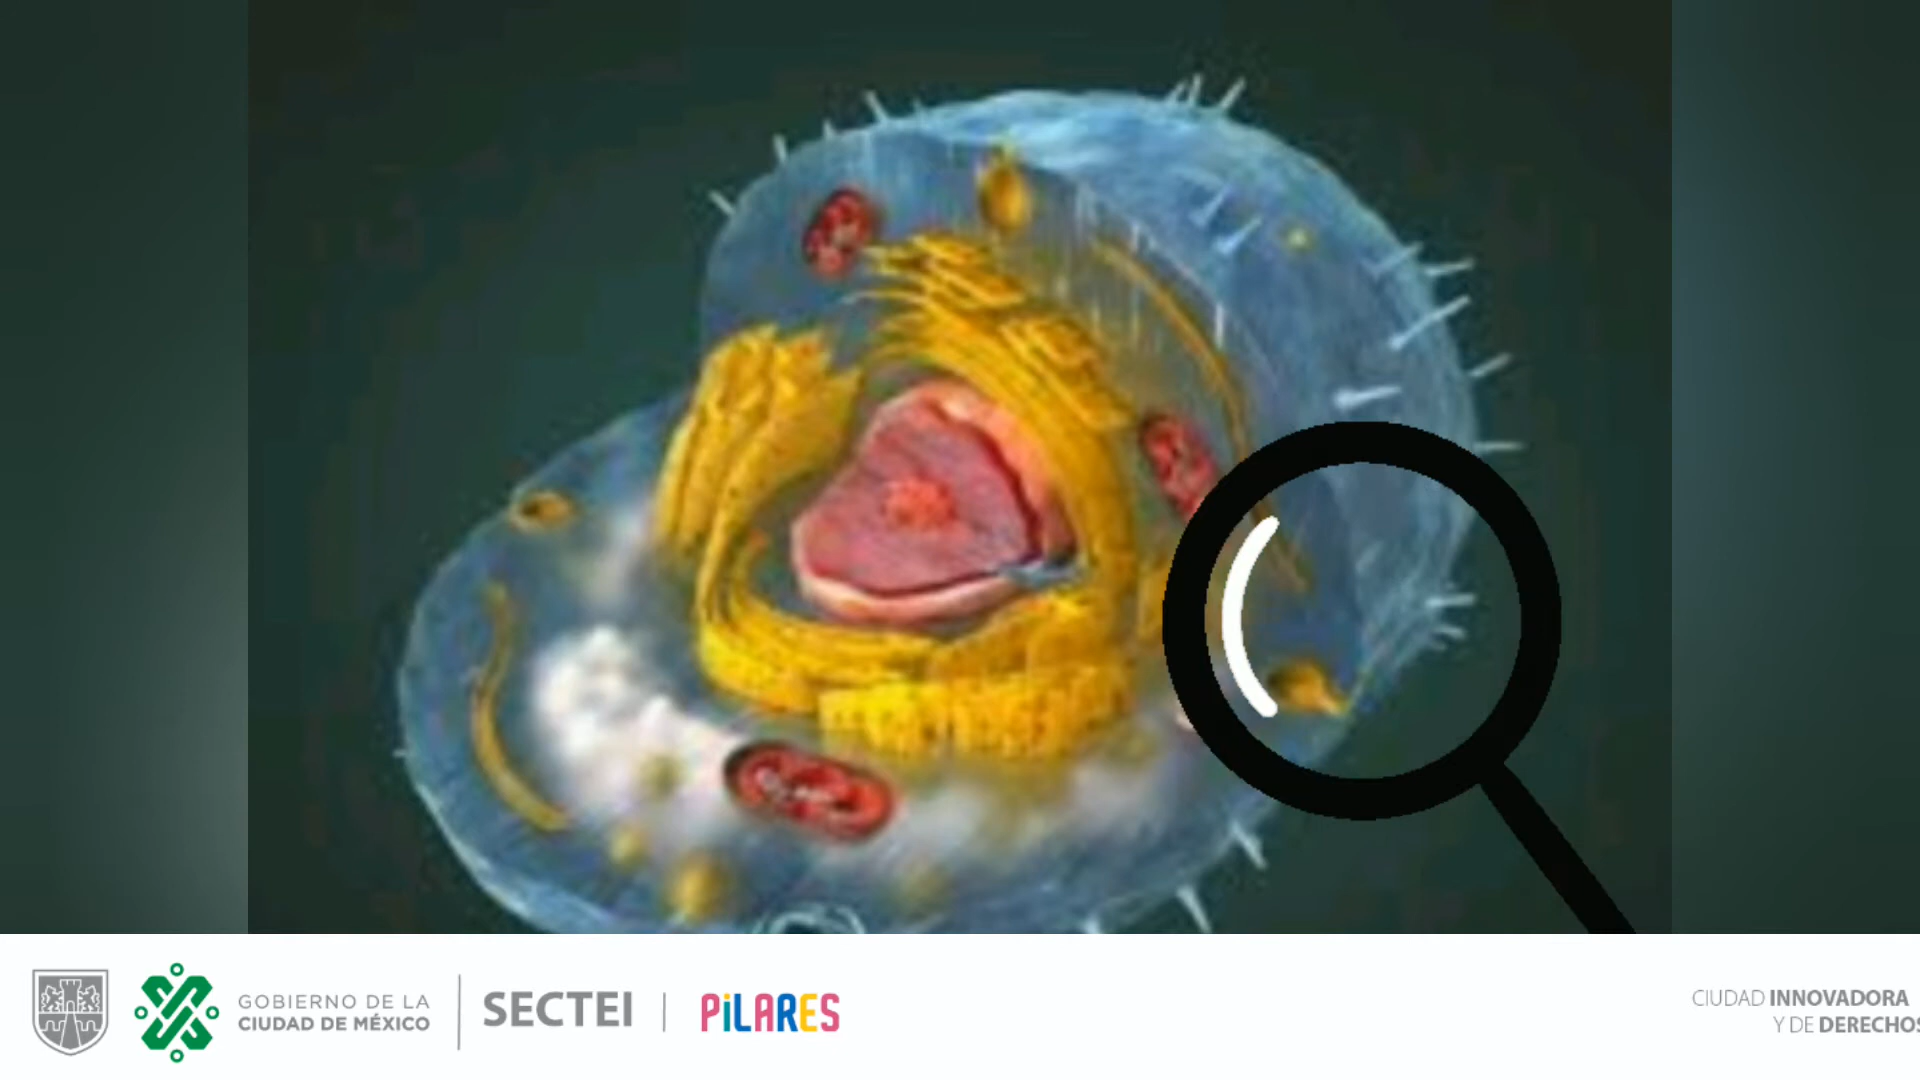 GOBIERNO DE LA
CIUDAD DE MÉXICO
SECTEI
PiLARES
CIUDAD INNOVADORA
Y DE DERECHOS